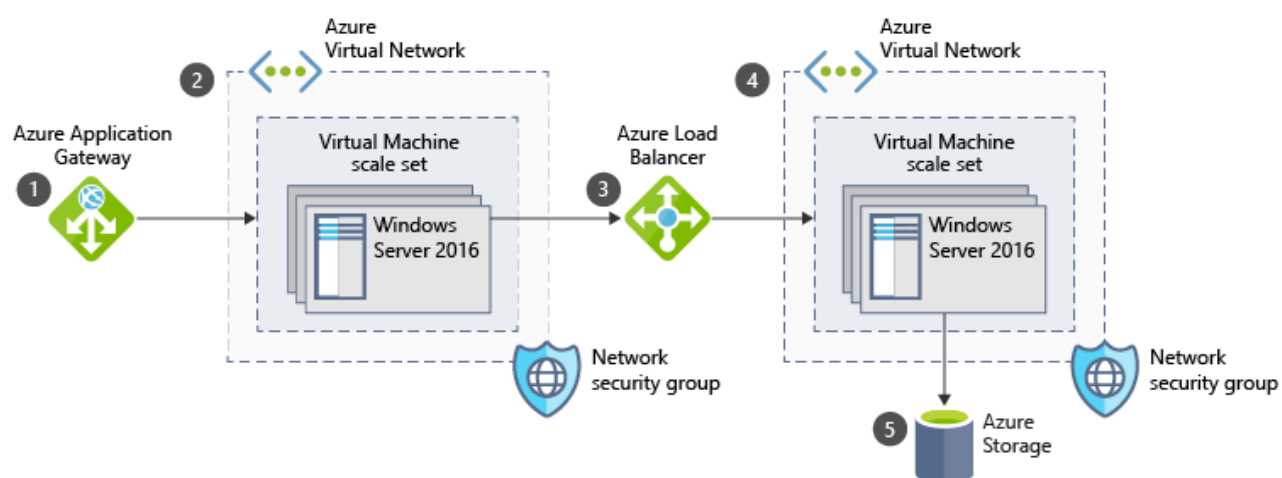 Azure
Virtual Network
2
Azure Application
Gateway
1
Virtual Machine
scale set
Windows
Server 2016
Network
security group
Azure Load
Balancer
3
Azure
Virtual Network
4
Virtual Machine
scale set
Windows
Server 2016
Network
security group
5
Azure
Storage